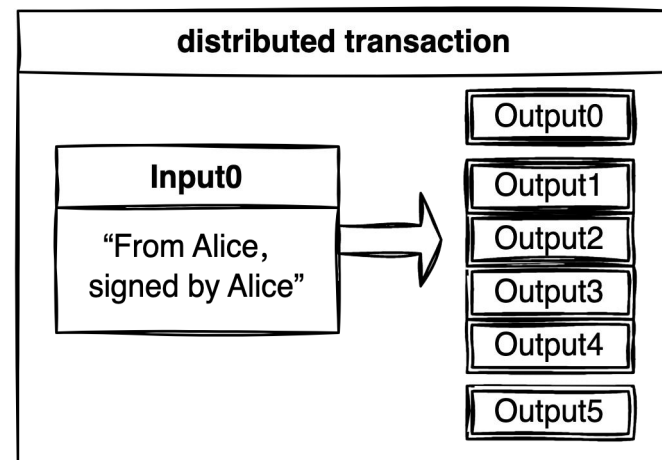 distributed transaction
Input0
“From Alice,
signed by Alice”
Output0
Output1
Output2
Output3
Output4
Output5